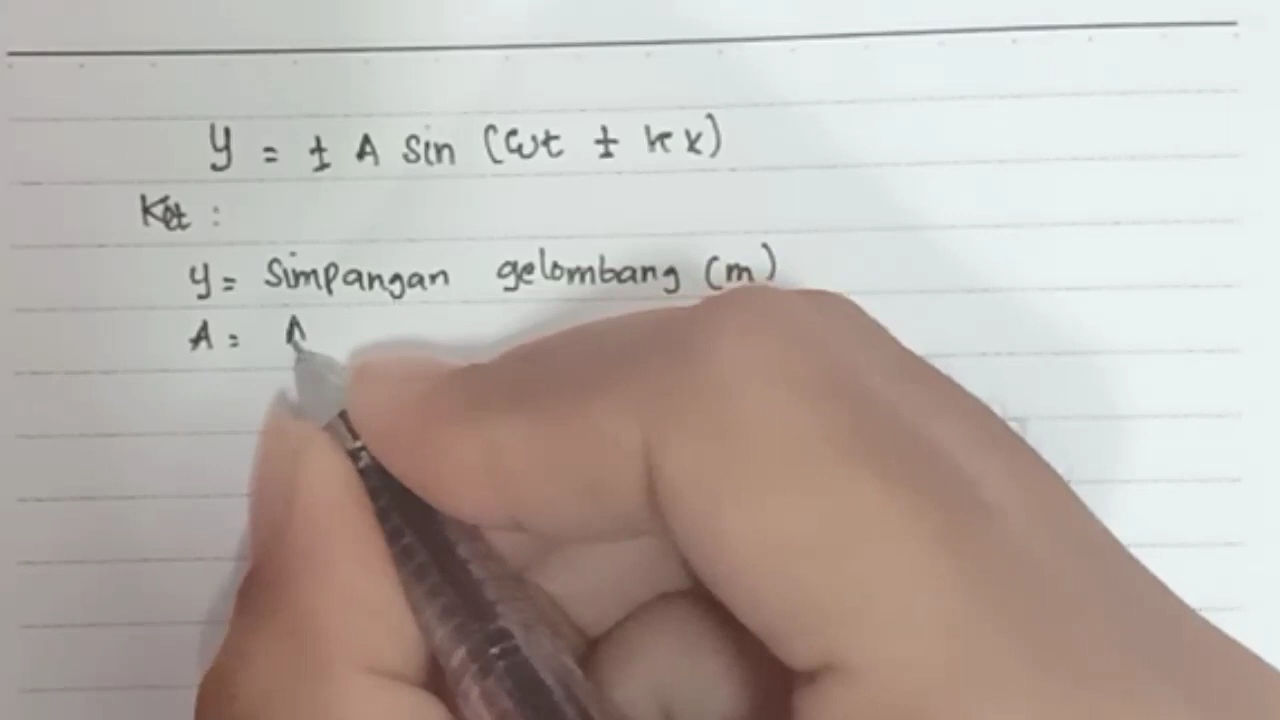 y = ± A sin (ωt ± kx)
Ket :
y = Simpangan gelombang (m)
A = A